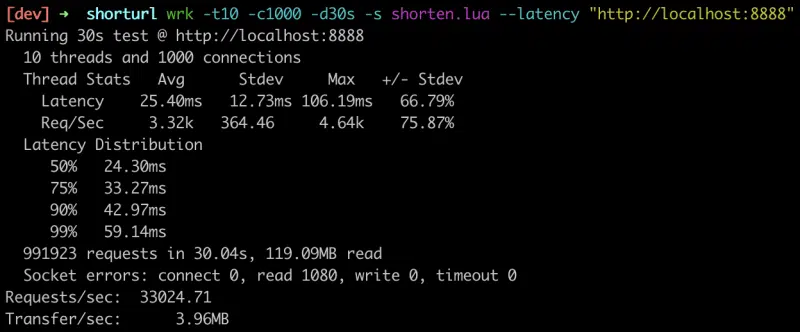 [dev] → shorturl wrk -t10 -c1000 -d30s -s shorten.lua --latency "http://localhost:8888"
Running 30s test @ http://localhost:8888
  10 threads and 1000 connections
  Thread Stats   Avg      Stdev     Max   +/- Stdev
    Latency    25.40ms   12.73ms 106.19ms   66.79%
    Req/Sec     3.32k   364.46     4.64k    75.87%
  Latency Distribution
     50%   24.30ms
     75%   33.27ms
     90%   42.97ms
     99%   59.14ms
  991923 requests in 30.04s, 119.09MB read
  Socket errors: connect 0, read 1080, write 0, timeout 0
Requests/sec:  33024.71
Transfer/sec:      3.96MB